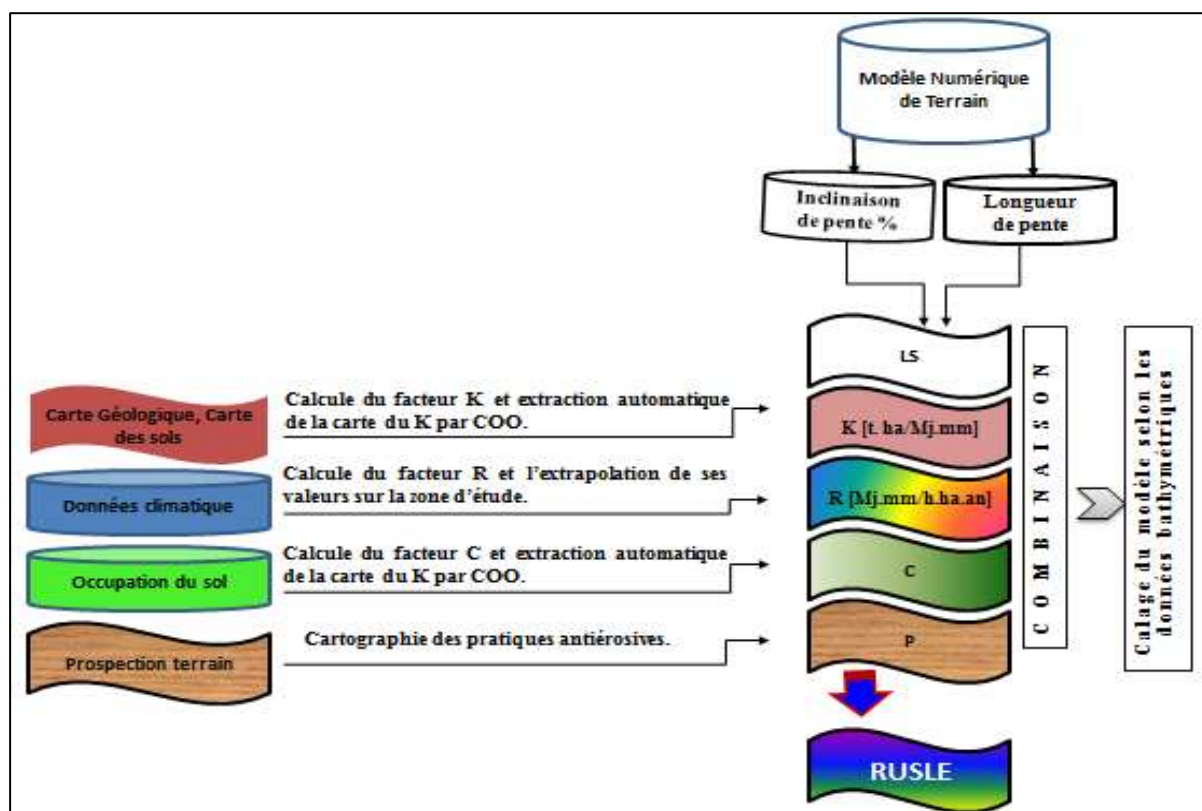 Modèle Numérique
de Terrain
Inclinaison
de pente %
Longueur
de pente
LS
Carte Géologique, Carte
des sols
Calcule du facteur K et extraction automatique
de la carte du K par COO.
K [t. ha/Mj.mm]
Données climatique
Calcule du facteur R et l'extrapolation de ses
valeurs sur la zone d'étude.
R [Mj.mm/h.ha.an]
Occupation du sol
Calcule du facteur C et extraction automatique
de la carte du K par COO.
C
Prospection terrain
Cartographie des pratiques antiérosives.
P
RUSLE
COMBINAISON
Calage du modèle selon les
données bathymétriques